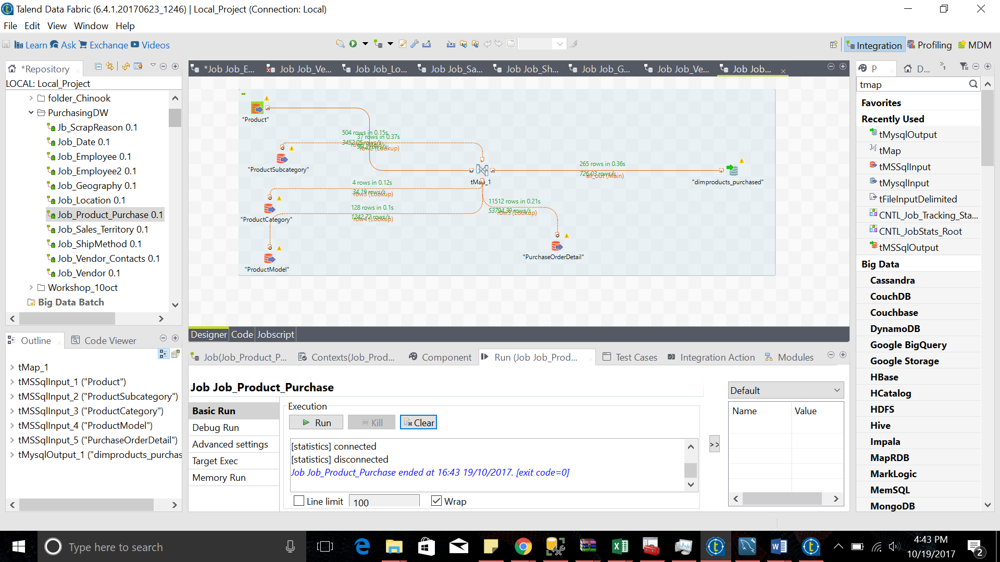 Talend Data Fabric (6.4.1.20170623_1246) | Local_Project (Connection: Local)
File Edit View Window Help
Learn Ask Exchange Videos
Integration Profiling MDM
*Repository
LOCAL: Local_Project
folder_Chinook
PurchasingDW
Jb_ScrapReason 0.1
Job_Date 0.1
Job_Employee 0.1
Job_Employee2 0.1
Job_Geography 0.1
Job_Location 0.1
Job_Product_Purchase 0.1
Job_Sales_Territory 0.1
Job_ShipMethod 0.1
Job_Vendor_Contacts 0.1
Job_Vendor 0.1
Workshop_10oct
Big Data Batch
Outline Code Viewer
tMap_1
tMSSqlInput_1 ("Product")
tMSSqlInput_2 ("ProductSubcategory")
tMSSqlInput_3 ("ProductCategory")
tMSSqlInput_4 ("ProductModel")
tMSSqlInput_5 ("PurchaseOrderDetail")
tMysqlOutput_1 ("dimproducts_purchas
*Job Job_E... Job Job_Ve... Job Job_Lo... Job Job_Sa... Job Job_Sh... Job Job_G... Job Job_Ve... Job Job...
"Product"
504 rows in 0.15s
3452.05 rows/s
37 rows in 0.37s
row2 (Lookup)
"ProductSubcategory"
tMap_1
265 rows in 0.36s
726.03 rows/s
all_out (Main)
"dimproducts_purchased"
4 rows in 0.12s
34.19 rows/s
row3 (Lookup)
"ProductCategory"
128 rows in 0.1s
1242.72 rows/s
row4 (Lookup)
11512 rows in 0.21s
53794.39 rows/s
row5 (Lookup)
"PurchaseOrderDetail"
"ProductModel"
Designer Code Jobscript
Job(Job_Product_P... Contexts(Job_Prod... Component Run (Job Job_Prod... Test Cases Integration Action Modules
Job Job_Product_Purchase
Basic Run
Debug Run
Advanced settings
Target Exec
Memory Run
Execution
Run Kill Clear
[statistics] connected
[statistics] disconnected
Job Job_Product_Purchase ended at 16:43 19/10/2017. [exit code=0]
Line limit 100 Wrap
>>
Default
Name Value
P D... »1
tmap
Favorites
Recently Used
tMysqlOutput
tMap
tMSSqlInput
tMysqlInput
tFileInputDelimited
CNTL_Job_Tracking_Sta...
CNTL_JobStats_Root
tMSSqlOutput
Big Data
Cassandra
CouchDB
Couchbase
DynamoDB
Google BigQuery
Google Storage
HBase
HCatalog
HDFS
Hive
Impala
MapRDB
MarkLogic
MemSQL
MongoDB
Type here to search
4:43 PM
10/19/2017
2